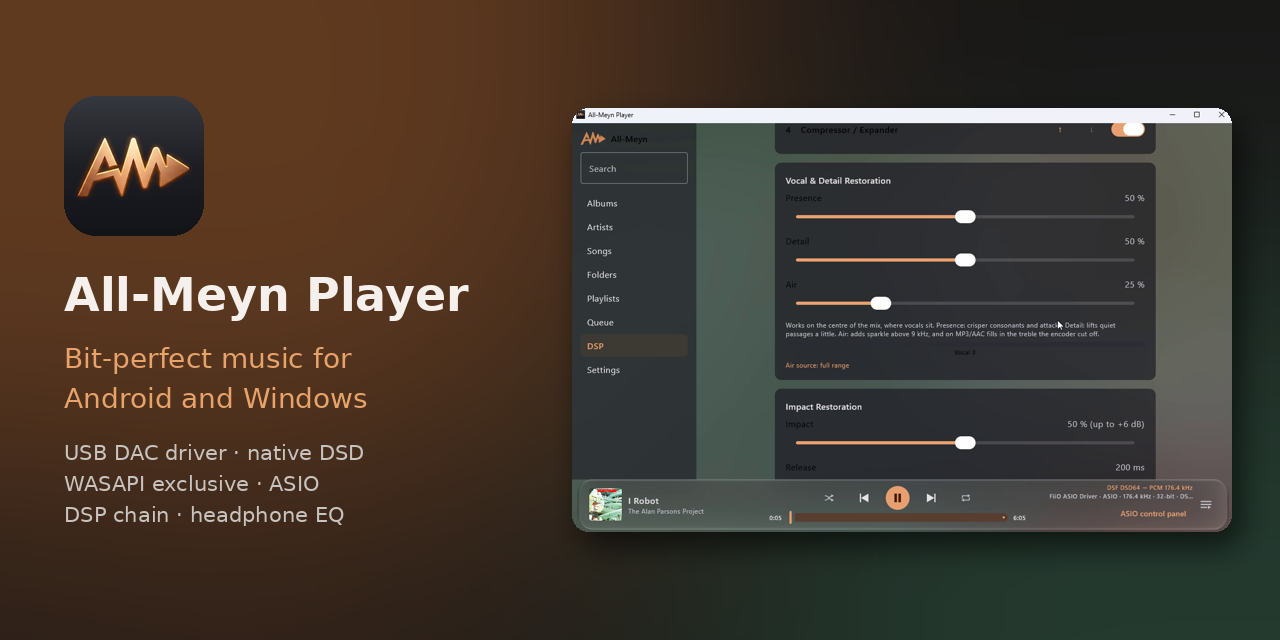 AM
All-Meyn Player
Bit-perfect music for
Android and Windows
USB DAC driver · native DSD
WASAPI exclusive · ASIO
DSP chain · headphone EQ
All-Meyn Player
AM All-Meyn
Search
Albums
Artists
Songs
Folders
Playlists
Queue
DSP
Settings
4 Compressor / Expander ↑ ↓
Vocal & Detail Restoration
Presence 50 %
Detail 50 %
Air 25 %
Works on the centre of the mix, where vocals sit. Presence: crisper consonants and attack. Detail: lifts quiet
passages a little. Air: adds sparkle above 9 kHz, and on MP3/AAC fills in the treble the encoder cut off.
Vocal 0
Air source: full range
Impact Restoration
Impact 50 % (up to +6 dB)
Release 200 ms
I Robot
The Alan Parsons Project
0:05 6:05
DSF DSD64 — PCM 176.4 kHz
FiiO ASIO Driver · ASIO · 176.4 kHz · 32-bit · DS...
ASIO control panel